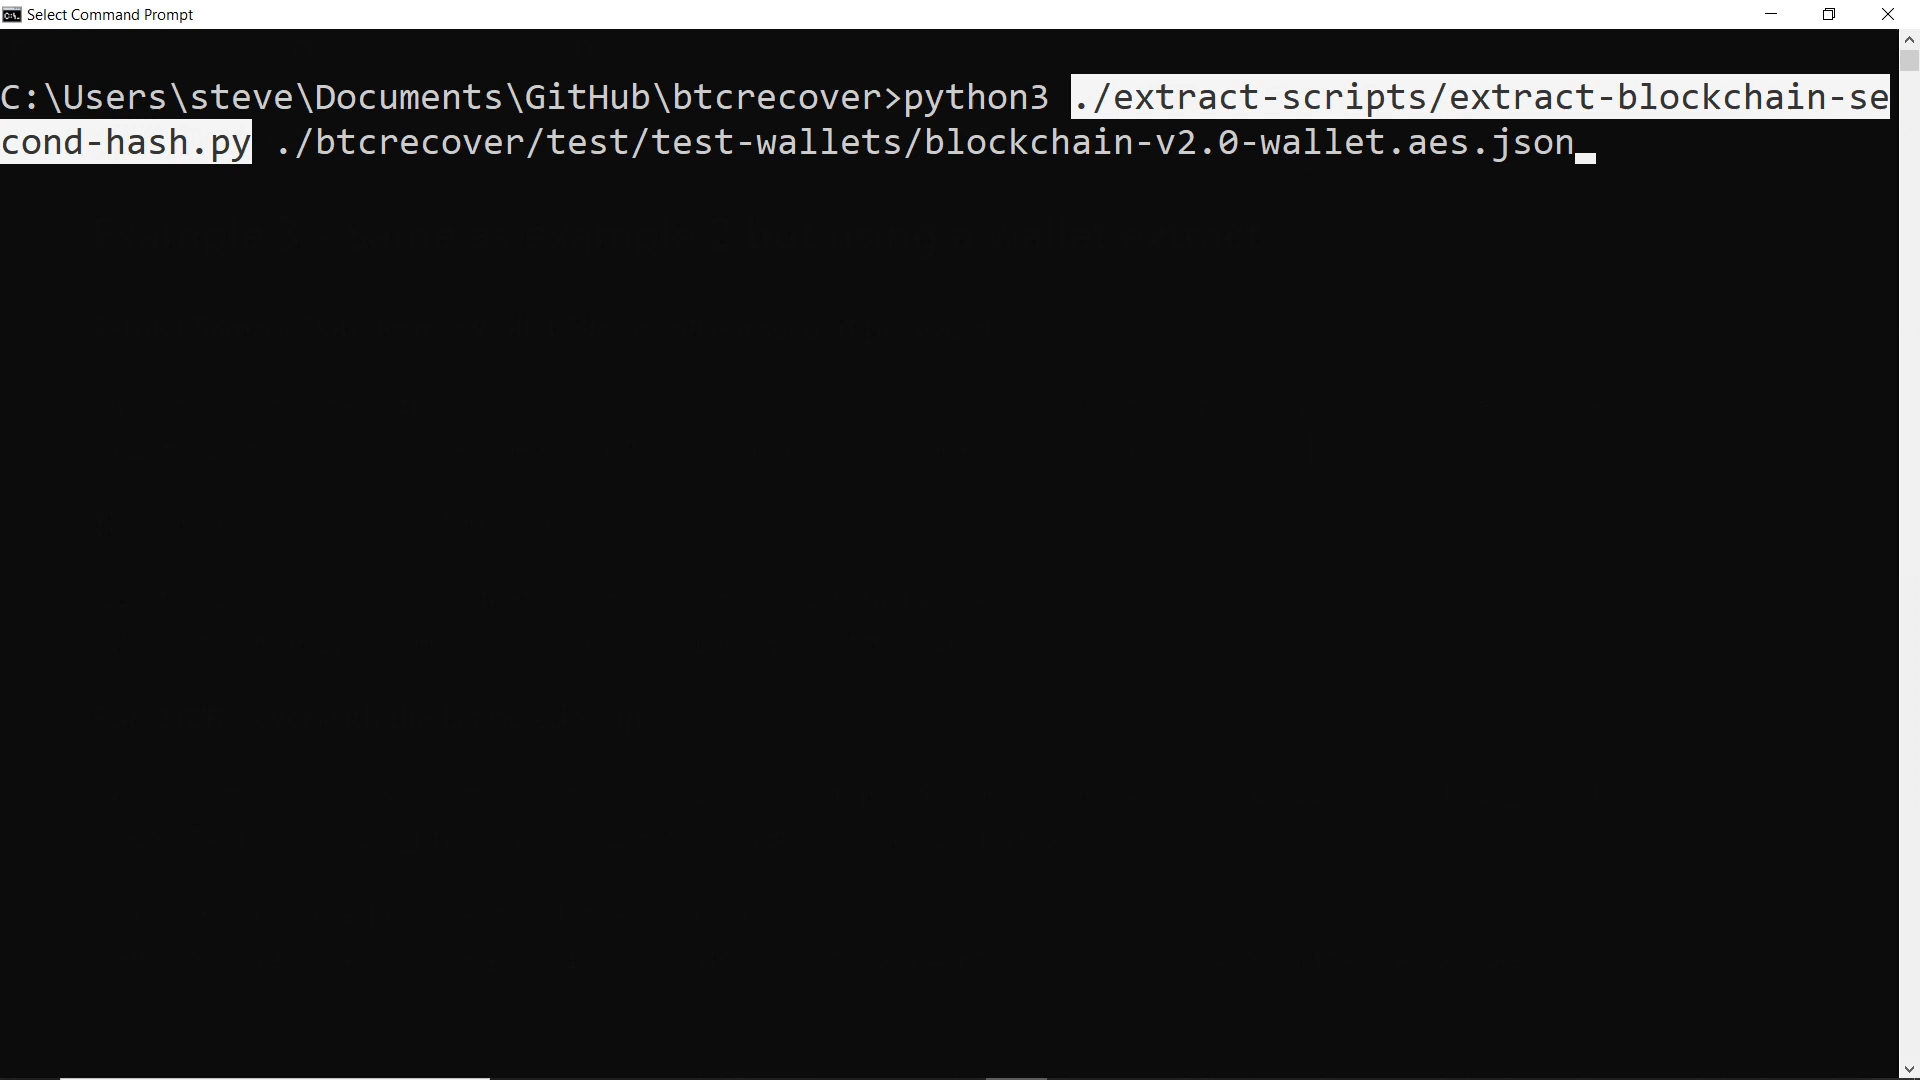 Select Command Prompt
C:\Users\steve\Documents\GitHub\btcrecover>python3 ./extract-scripts/extract-blockchain-se
cond-hash.py ./btcrecover/test/test-wallets/blockchain-v2.0-wallet.aes.json